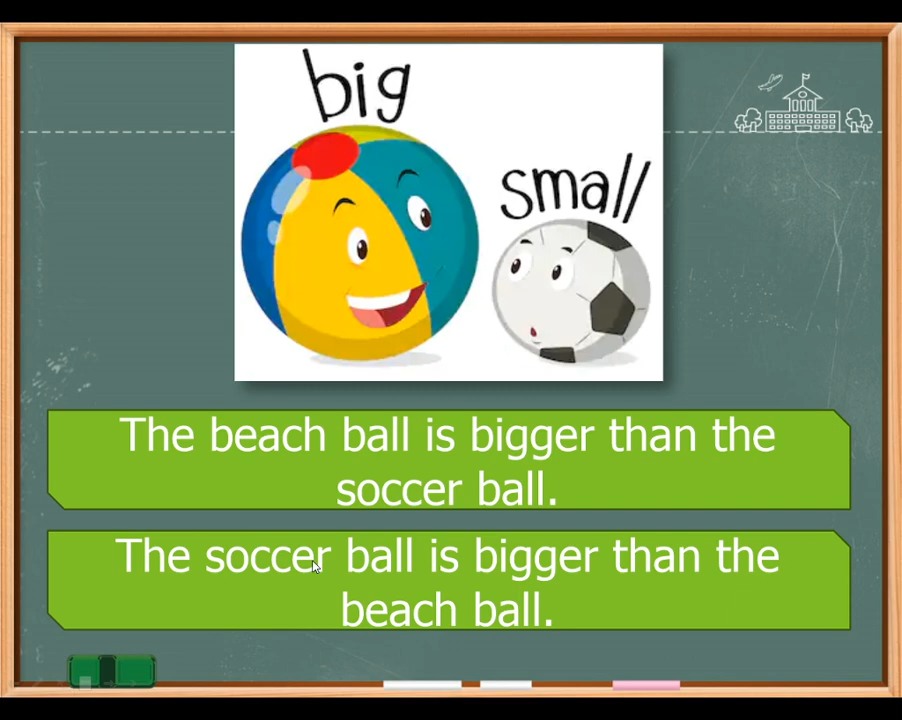 big
small
The beach ball is bigger than the
soccer ball.
The soccer ball is bigger than the
beach ball.